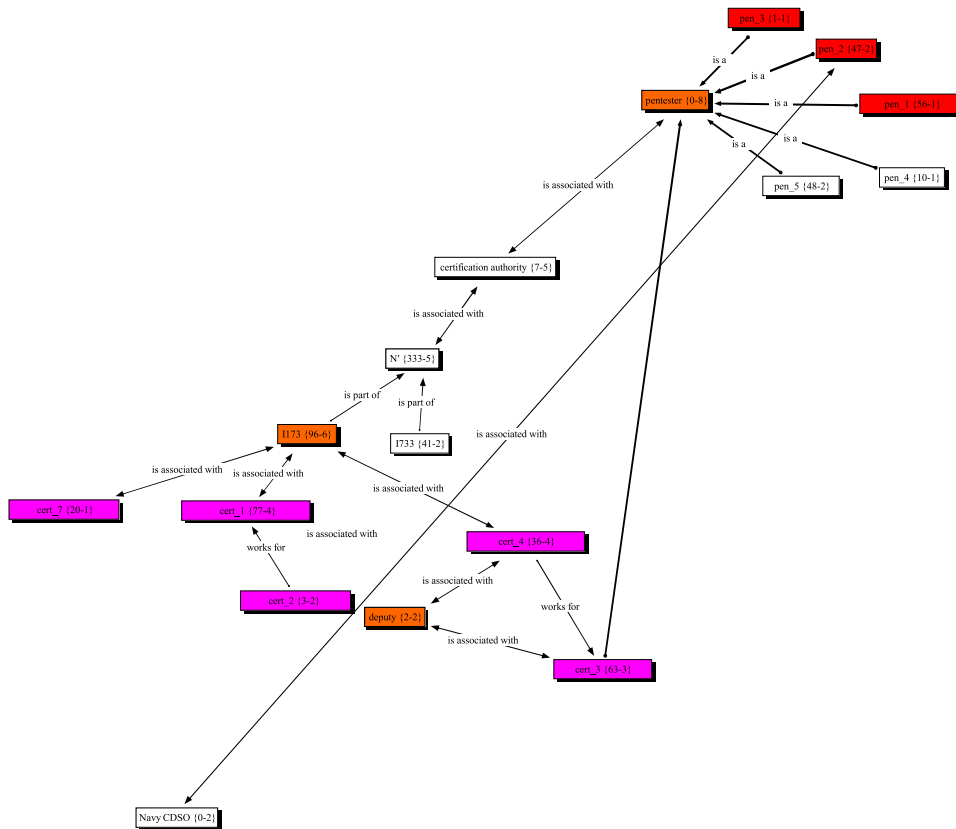 pen_3 {1-1}
pen_2 {47-2}
is a
is a
pentester {0-8}
is a
pen_1 {56-1}
is a
is a
pen_4 {10-1}
pen_5 {48-2}
is associated with
certification authority {7-5}
is associated with
N' {333-5}
is part of
is part of
I173 {96-6}
I733 {41-2}
is associated with
is associated with
is associated with
is associated with
cert_7 {20-1}
cert_1 {77-4}
is associated with
cert_4 {36-4}
works for
is associated with
cert_2 {3-2}
works for
deputy {2-2}
is associated with
cert_3 {63-3}
Navy CDSO {0-2}